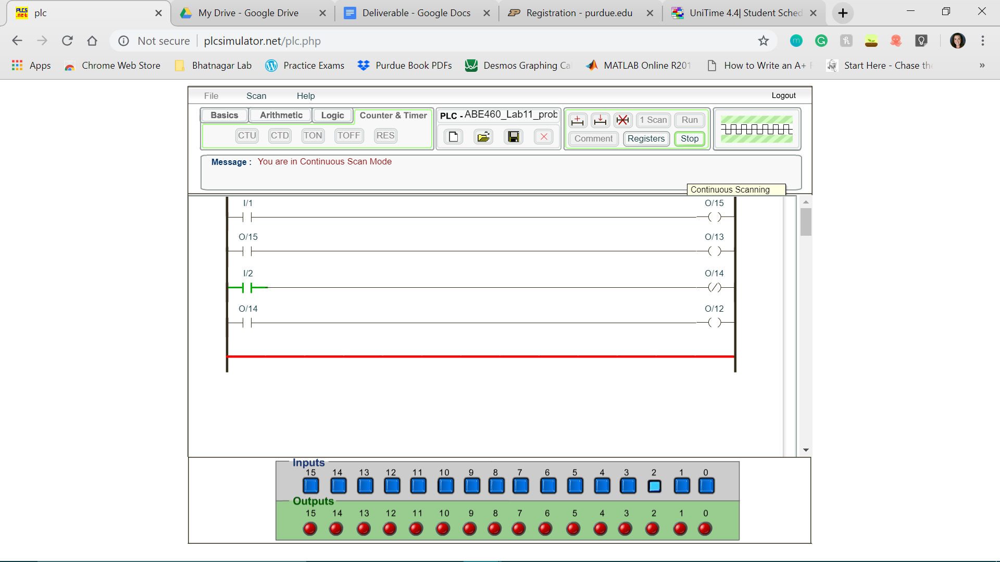 plc
My Drive - Google Drive
Deliverable - Google Docs
Registration - purdue.edu
UniTime 4.4| Student Sched
Not secure
plcsimulator.net/plc.php
Apps
Chrome Web Store
Bhatnagar Lab
Practice Exams
Purdue Book PDFs
Desmos Graphing Ca
MATLAB Online R201
How to Write an A+
Start Here - Chase the
»
File Scan Help Logout
Basics Arithmetic Logic Counter & Timer
CTU CTD TON TOFF RES
PLC - ABE460_Lab11_prob
1 Scan Run
Comment Registers Stop
Message : You are in Continuous Scan Mode
Continuous Scanning
I/1 O/15
O/15 O/13
I/2 O/14
O/14 O/12
Inputs
15 14 13 12 11 10 9 8 7 6 5 4 3 2 1 0
Outputs
15 14 13 12 11 10 9 8 7 6 5 4 3 2 1 0